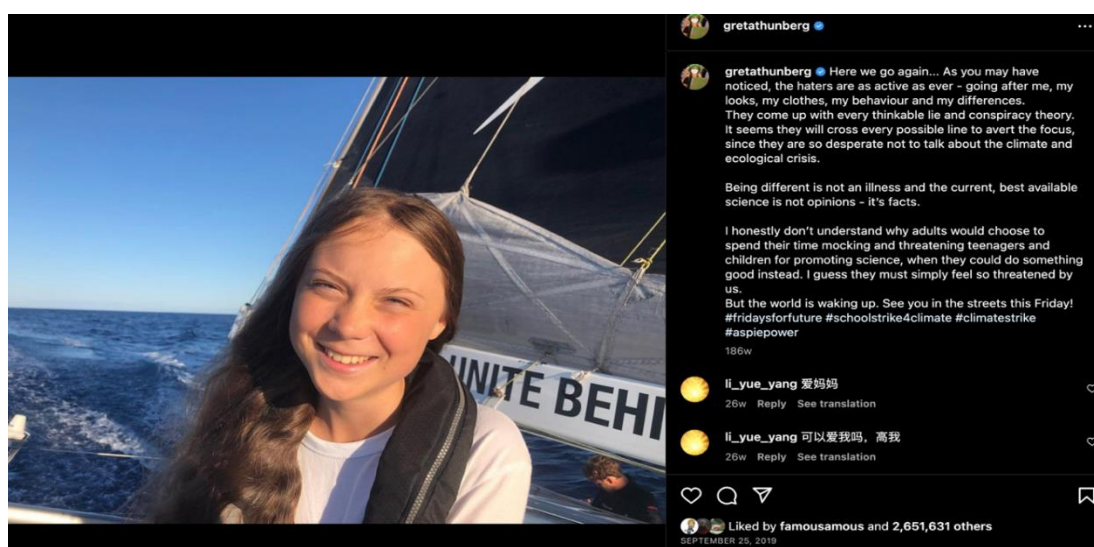 gretathunberg
gretathunberg Here we go again... As you may have
noticed, the haters are as active as ever - going after me, my
looks, my clothes, my behaviour and my differences.
They come up with every thinkable lie and conspiracy theory.
It seems they will cross every possible line to avert the focus,
since they are so desperate not to talk about the climate and
ecological crisis.
Being different is not an illness and the current, best available
science is not opinions - it's facts.
I honestly don't understand why adults would choose to
spend their time mocking and threatening teenagers and
children for promoting science, when they could do something
good instead. I guess they must simply feel so threatened by
us.
But the world is waking up. See you in the streets this Friday!
#fridaysforfuture #schoolstrike4climate #climatestrike
#aspiepower
186w
li_yue_yang 爱妈妈
26w Reply See translation
li_yue_yang 可以爱我吗，高我
26w Reply See translation
Liked by famousamous and 2,651,631 others
SEPTEMBER 25, 2019
UNITE BEHI